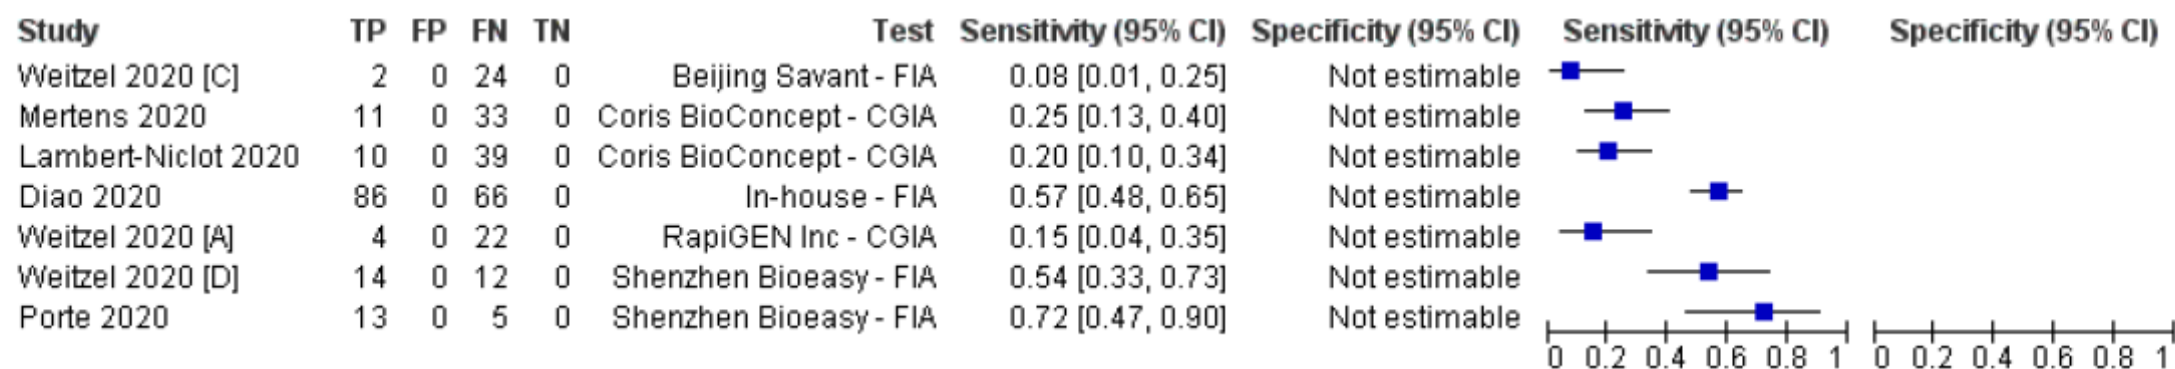 Study TP FP FN TN Test Sensitivity (95% CI) Specificity (95% CI) Sensitivity (95% CI) Specificity (95% CI)
Weitzel 2020 [C] 2 0 24 0 Beijing Savant - FIA 0.08 [0.01, 0.25] Not estimable
Mertens 2020 11 0 33 0 Coris BioConcept - CGIA 0.25 [0.13, 0.40] Not estimable
Lambert-Niclot 2020 10 0 39 0 Coris BioConcept - CGIA 0.20 [0.10, 0.34] Not estimable
Diao 2020 86 0 66 0 In-house - FIA 0.57 [0.48, 0.65] Not estimable
Weitzel 2020 [A] 4 0 22 0 RapiGEN Inc - CGIA 0.15 [0.04, 0.35] Not estimable
Weitzel 2020 [D] 14 0 12 0 Shenzhen Bioeasy - FIA 0.54 [0.33, 0.73] Not estimable
Porte 2020 13 0 5 0 Shenzhen Bioeasy - FIA 0.72 [0.47, 0.90] Not estimable
0 0.2 0.4 0.6 0.8 1 0 0.2 0.4 0.6 0.8 1